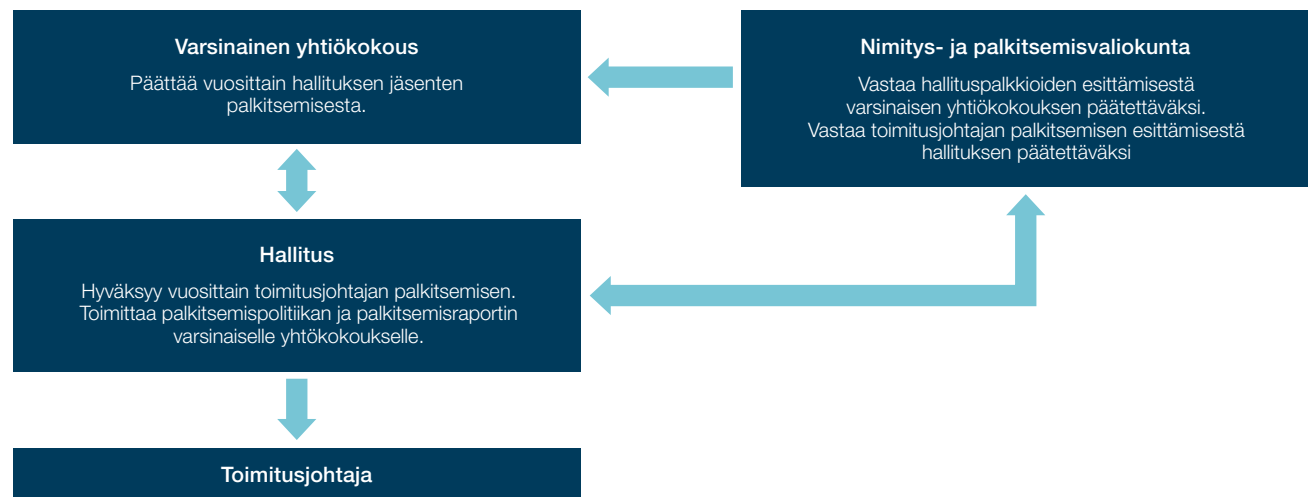 Varsinainen yhtiökokous
Päättää vuosittain hallituksen jäsenten
palkitsemisesta.
Nimitys- ja palkitsemisvaliokunta
Vastaa hallituspalkkioiden esittämisestä
varsinaisen yhtiökokouksen päätettäväksi.
Vastaa toimitusjohtajan palkitsemisen esittämisestä
hallituksen päätettäväksi
Hallitus
Hyväksyy vuosittain toimitusjohtajan palkitsemisen.
Toimittaa palkitsemispolitiikan ja palkitsemisraportin
varsinaiselle yhtökokoukselle.
Toimitusjohtaja